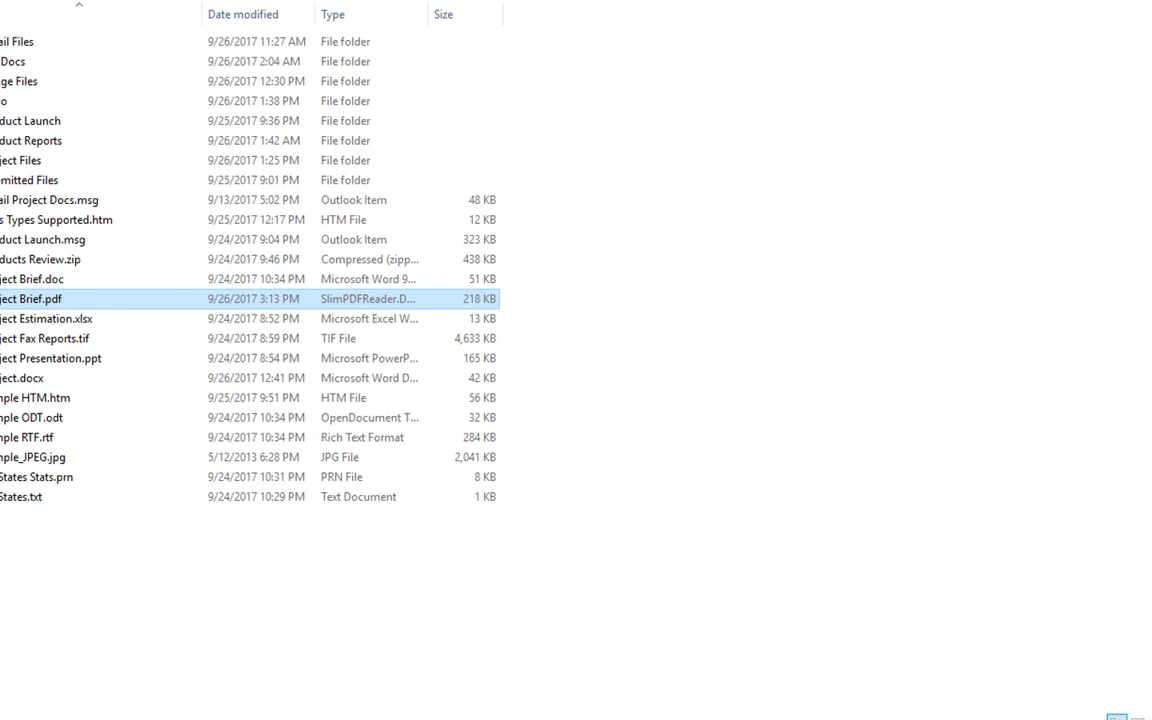 Date modified Type Size
ail Files 9/26/2017 11:27 AM File folder
Docs 9/26/2017 2:04 AM File folder
ge Files 9/26/2017 12:30 PM File folder
o 9/26/2017 1:38 PM File folder
duct Launch 9/25/2017 9:36 PM File folder
duct Reports 9/26/2017 1:42 AM File folder
ject Files 9/26/2017 1:25 PM File folder
mitted Files 9/25/2017 9:01 PM File folder
ail Project Docs.msg 9/13/2017 5:02 PM Outlook Item 48 KB
s Types Supported.htm 9/25/2017 12:17 PM HTM File 12 KB
duct Launch.msg 9/24/2017 9:04 PM Outlook Item 323 KB
ducts Review.zip 9/24/2017 9:46 PM Compressed (zipp... 438 KB
ject Brief.doc 9/24/2017 10:34 PM Microsoft Word 9... 51 KB
ject Brief.pdf 9/26/2017 3:13 PM SlimPDFReader.D... 218 KB
ject Estimation.xlsx 9/24/2017 8:52 PM Microsoft Excel W... 13 KB
ject Fax Reports.tif 9/24/2017 8:59 PM TIF File 4,633 KB
ject Presentation.ppt 9/24/2017 8:54 PM Microsoft PowerP... 165 KB
ject.docx 9/26/2017 12:41 PM Microsoft Word D... 42 KB
mple HTM.htm 9/25/2017 9:51 PM HTM File 56 KB
mple ODT.odt 9/24/2017 10:34 PM OpenDocument T... 32 KB
mple RTF.rtf 9/24/2017 10:34 PM Rich Text Format 284 KB
mple_JPEG.jpg 5/12/2013 6:28 PM JPG File 2,041 KB
States Stats.prn 9/24/2017 10:31 PM PRN File 8 KB
States.txt 9/24/2017 10:29 PM Text Document 1 KB